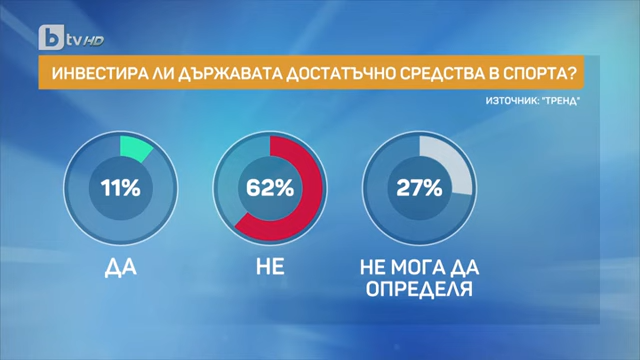 btv HD
ИНВЕСТИРА ЛИ ДЪРЖАВАТА ДОСТАТЪЧНО СРЕДСТВА В СПОРТА?
ИЗТОЧНИК: "ТРЕНД"
11% 62% 27%
ДА НЕ НЕ МОГА ДА
ОПРЕДЕЛЯ